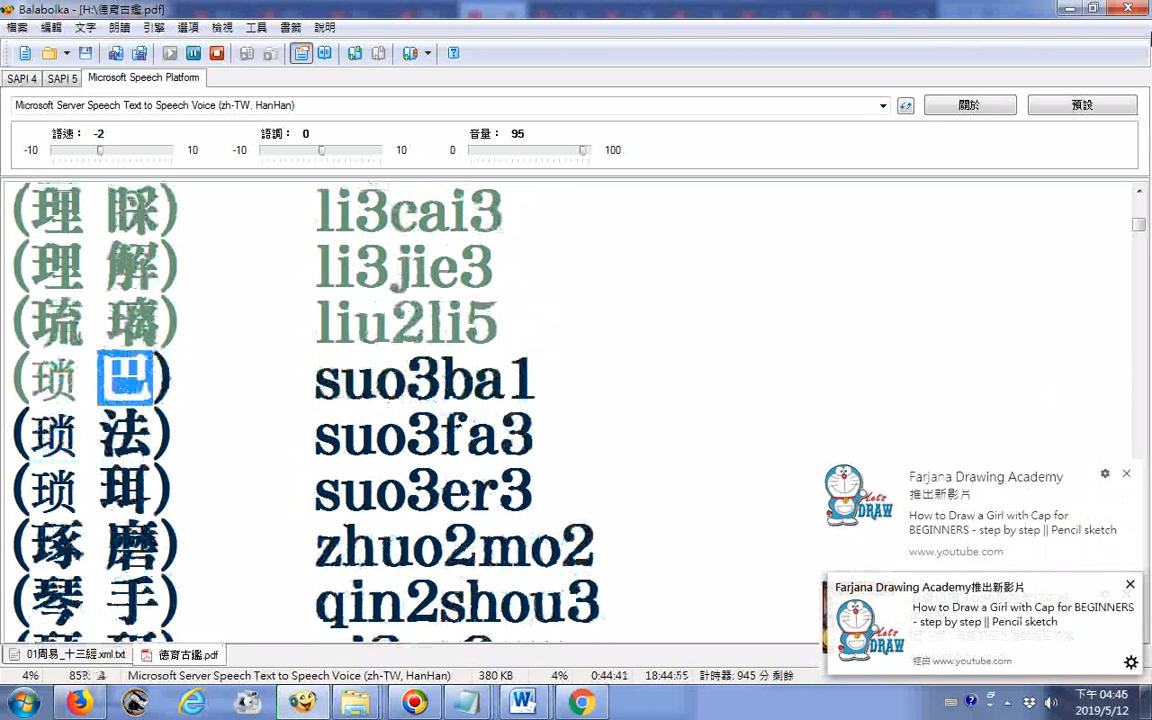 Balabolka - [H:\德育古鑑.pdf]
檔案 編輯 文字 朗讀 引擎 選項 檢視 工具 書籤 說明
SAPI 4 SAPI 5 Microsoft Speech Platform
Microsoft Server Speech Text to Speech Voice (zh-TW, HanHan) 關於 預設
語速： -2 語調： 0 音量： 95
-10 10 -10 10 0 100
(理 睬) li3cai3
(理 解) li3jie3
(琉 璃) liu2li5
(琐 巴) suo3ba1
(琐 法) suo3fa3
(琐 珥) suo3er3
(琢 磨) zhuo2mo2
(琴 手) qin2shou3
Farjana Drawing Academy
推出新影片
How to Draw a Girl with Cap for
BEGINNERS - step by step || Pencil sketch
www.youtube.com
Farjana Drawing Academy推出新影片
How to Draw a Girl with Cap for BEGINNERS
- step by step || Pencil sketch
經由 www.youtube.com
01周易_十三經.xml.txt 德育古鑑.pdf
4% Microsoft Server Speech Text to Speech Voice (zh-TW, HanHan) 380 KB 4% 0:44:41 18:44:55 計時器: 945 分 剩餘
下午 04:45
2019/5/12